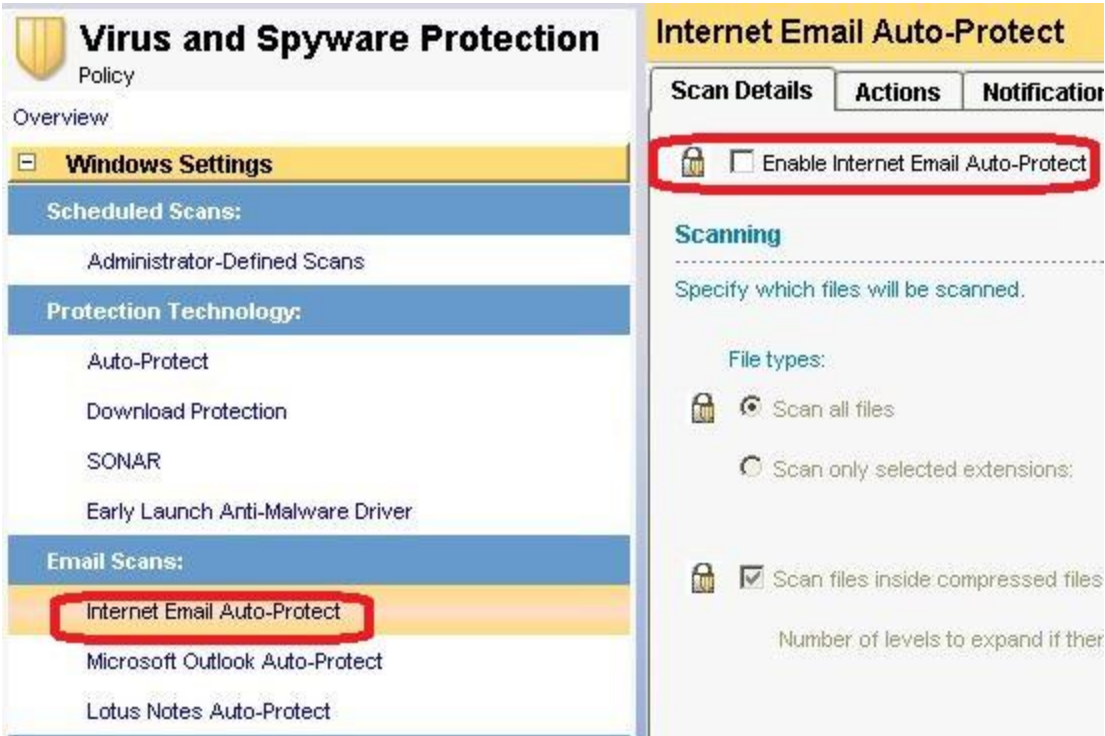 Virus and Spyware Protection
Policy
Overview
Windows Settings
Scheduled Scans:
Administrator-Defined Scans
Protection Technology:
Auto-Protect
Download Protection
SONAR
Early Launch Anti-Malware Driver
Email Scans:
Internet Email Auto-Protect
Microsoft Outlook Auto-Protect
Lotus Notes Auto-Protect
Internet Email Auto-Protect
Scan Details Actions Notification
Enable Internet Email Auto-Protect
Scanning
Specify which files will be scanned.
File types:
Scan all files
Scan only selected extensions:
Scan files inside compressed files
Number of levels to expand if ther